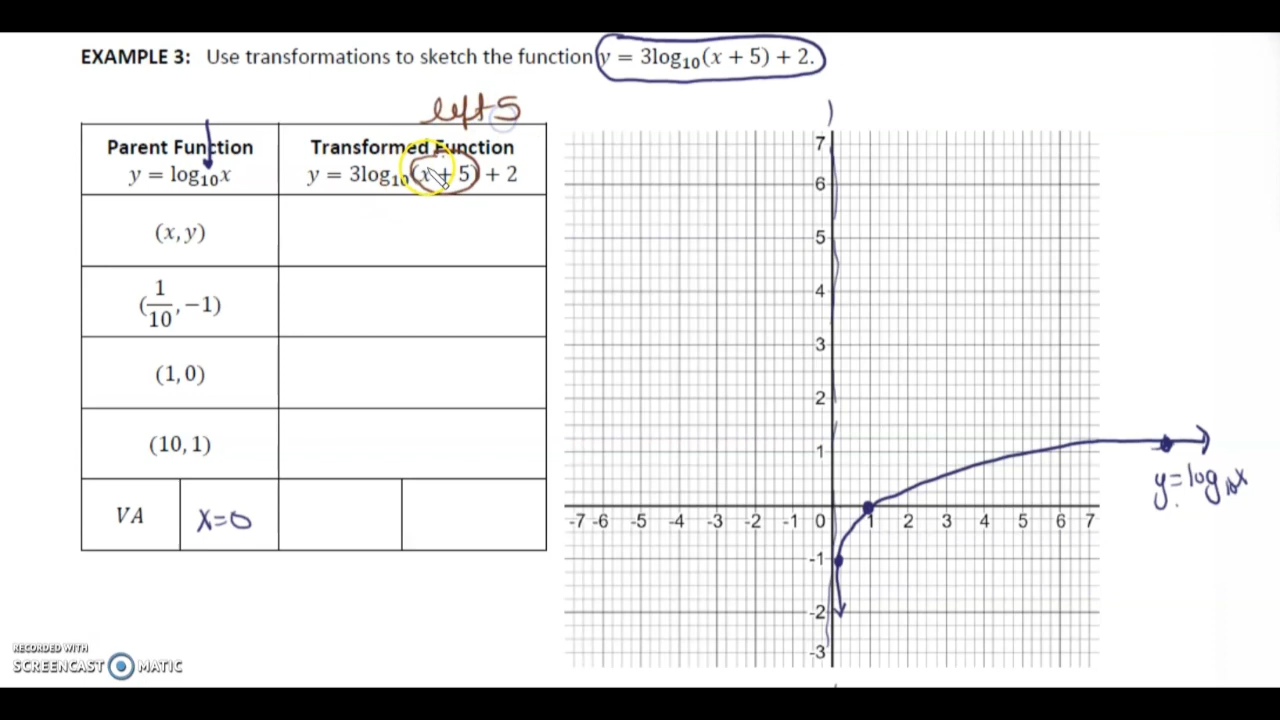 EXAMPLE 3: Use transformations to sketch the function y = 3log₁₀(x + 5) + 2.
left 5
Parent Function
y = log₁₀x
Transformed Function
y = 3log₁₀(x + 5) + 2
(x, y)
(1/10, −1)
(1, 0)
(10, 1)
VA
x=0
7
6
5
4
3
2
1
-7 -6 -5 -4 -3 -2 -1 0 1 2 3 4 5 6 7
-1
-2
-3
y=log₁₀x
RECORDED WITH
SCREENCAST MATIC